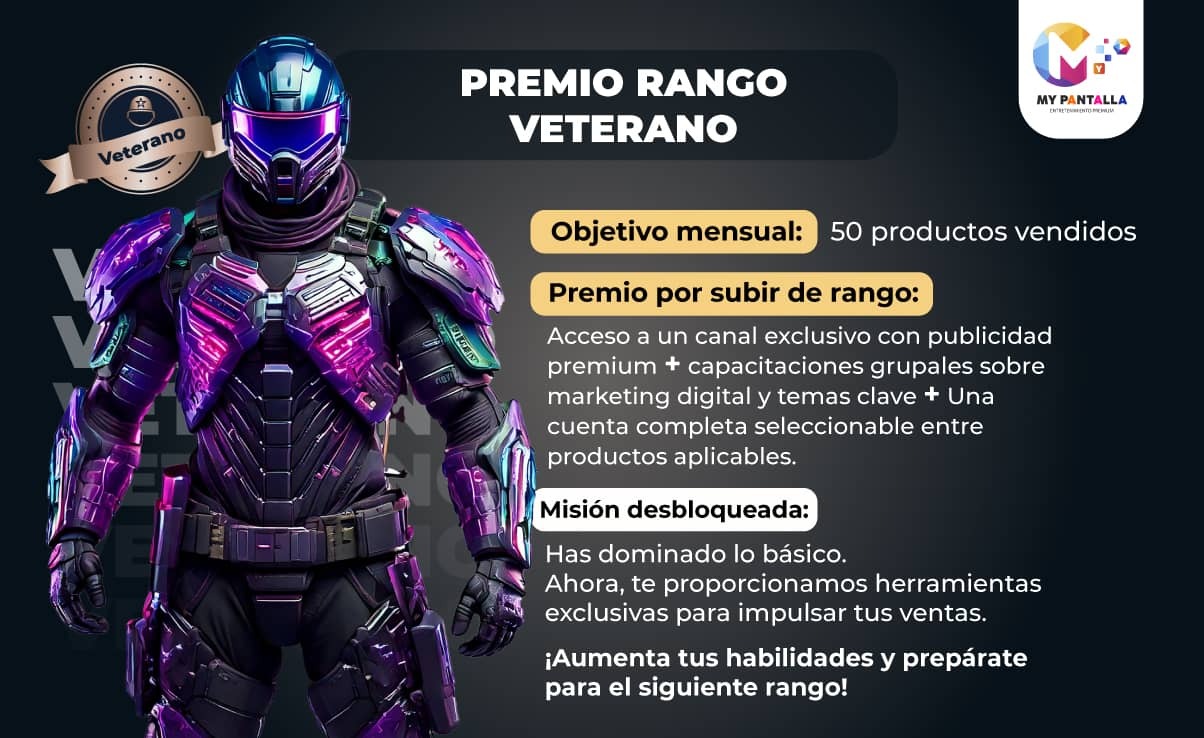 PREMIO RANGO
VETERANO
Veterano
MY PANTALLA
ENTRETENIMIENTO PREMIUM
Objetivo mensual: 50 productos vendidos
Premio por subir de rango:
Acceso a un canal exclusivo con publicidad
premium + capacitaciones grupales sobre
marketing digital y temas clave + Una
cuenta completa seleccionable entre
productos aplicables.
Misión desbloqueada:
Has dominado lo básico.
Ahora, te proporcionamos herramientas
exclusivas para impulsar tus ventas.
¡Aumenta tus habilidades y prepárate
para el siguiente rango!